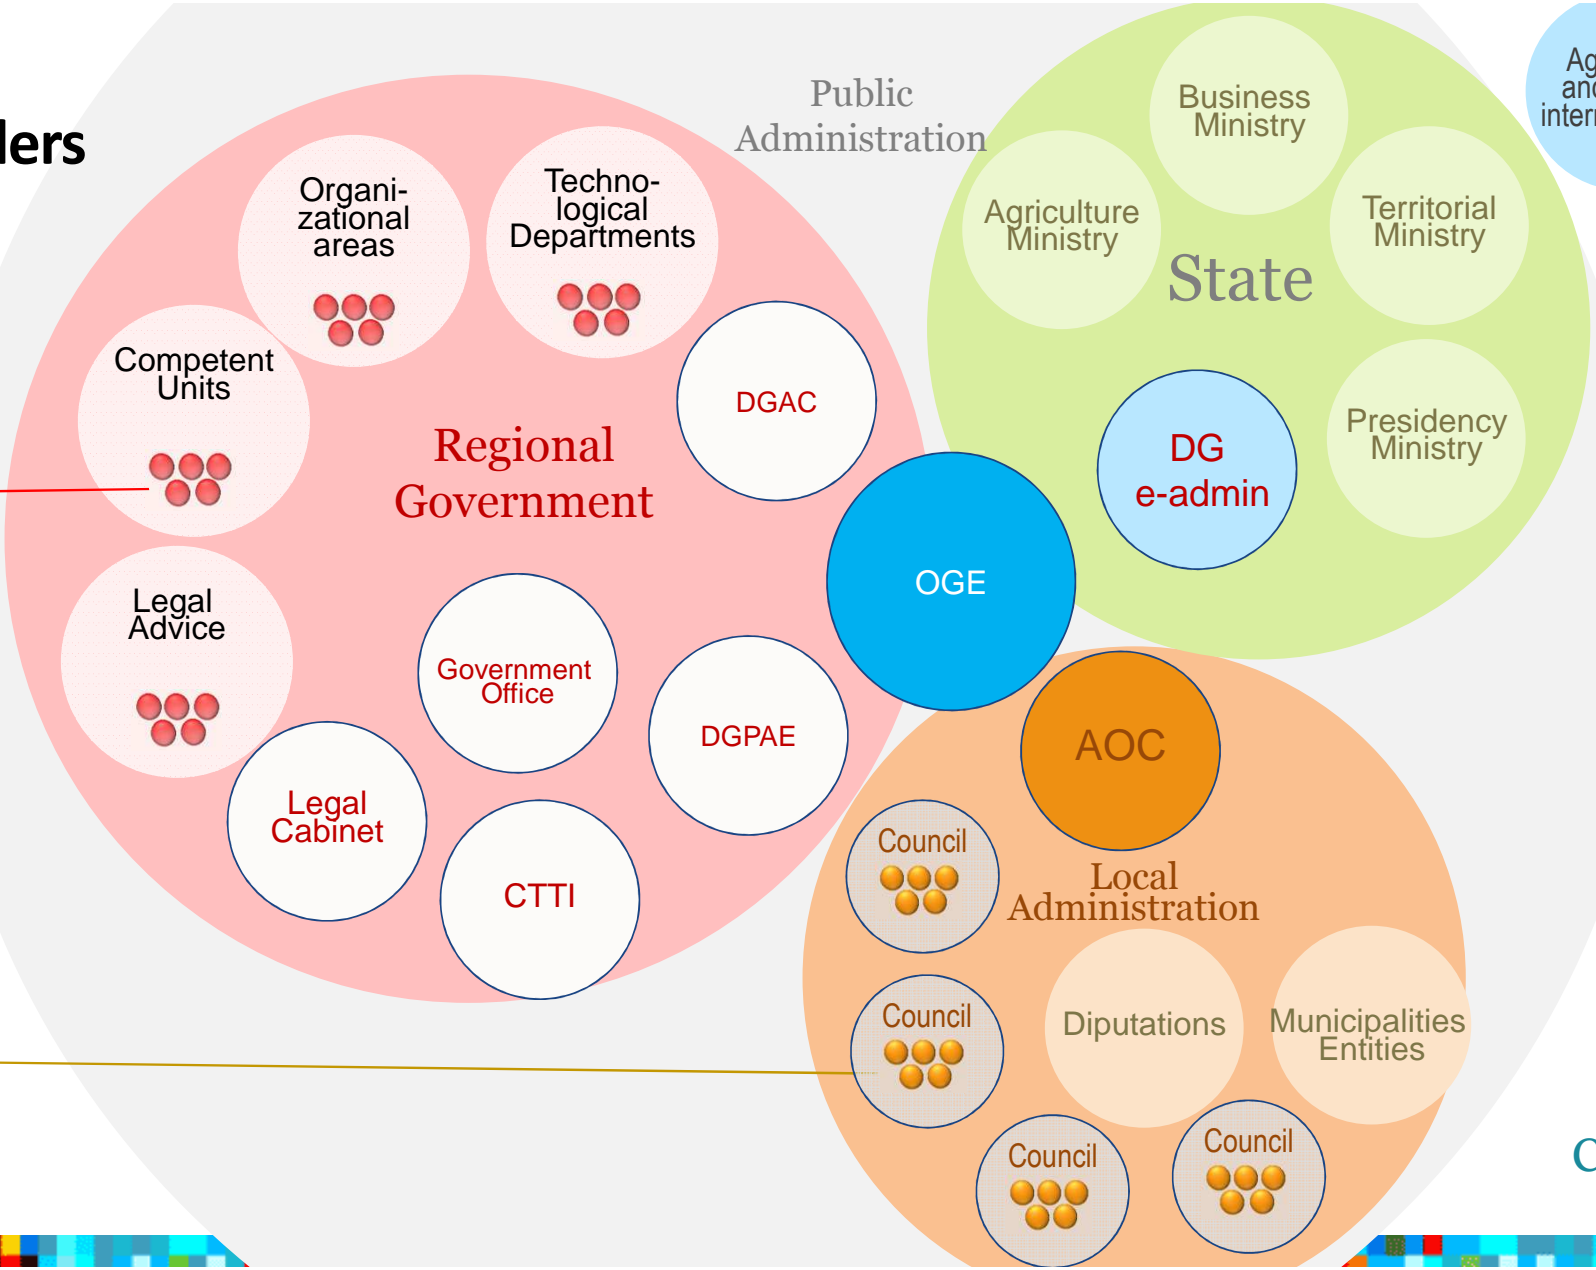 Public
Administration
Business
Ministry
Agriculture
Ministry
Territorial
Ministry
State
Presidency
Ministry
DG
e-admin
Organi-
zational
areas
Techno-
logical
Departments
Competent
Units
DGAC
Regional
Government
OGE
Legal
Advice
Government
Office
DGPAE
Legal
Cabinet
CTTI
AOC
Council
Local
Administration
Council
Diputations
Municipalities
Entities
Council
Council